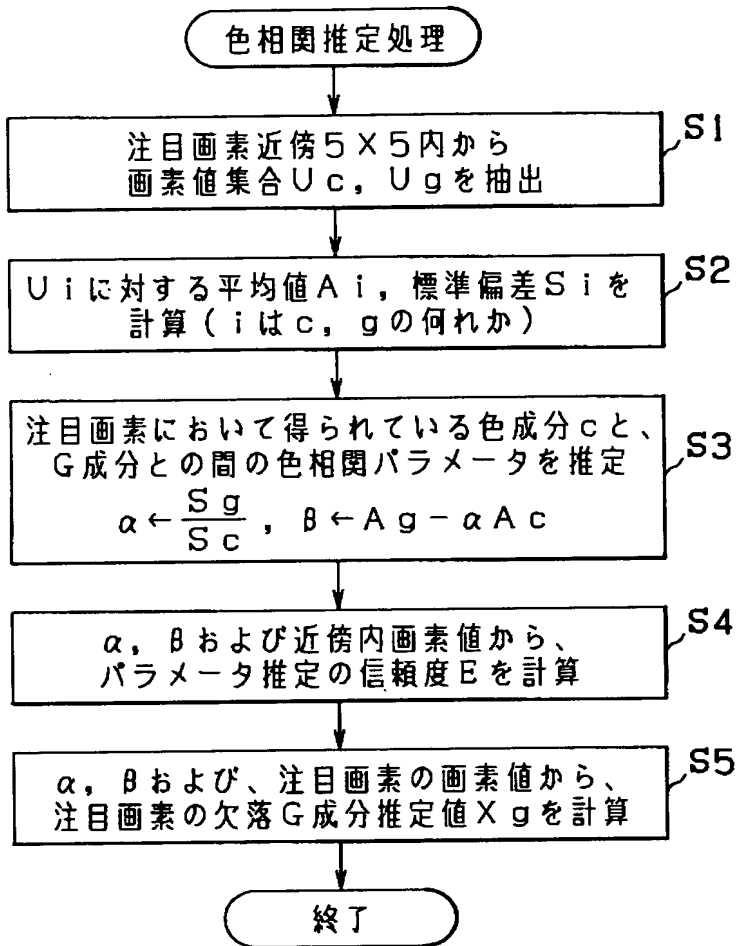 色相関推定処理
S1
注目画素近傍5×5内から
画素値集合Uc,Ugを抽出
S2
Uiに対する平均値Ai,標準偏差Siを
計算(iはc,gの何れか)
S3
注目画素において得られている色成分cと、
G成分との間の色相関パラメータを推定
α←Sg/Sc, β←Ag-αAc
S4
α,βおよび近傍内画素値から、
パラメータ推定の信頼度Eを計算
S5
α,βおよび、注目画素の画素値から、
注目画素の欠落G成分推定値Xgを計算
終了